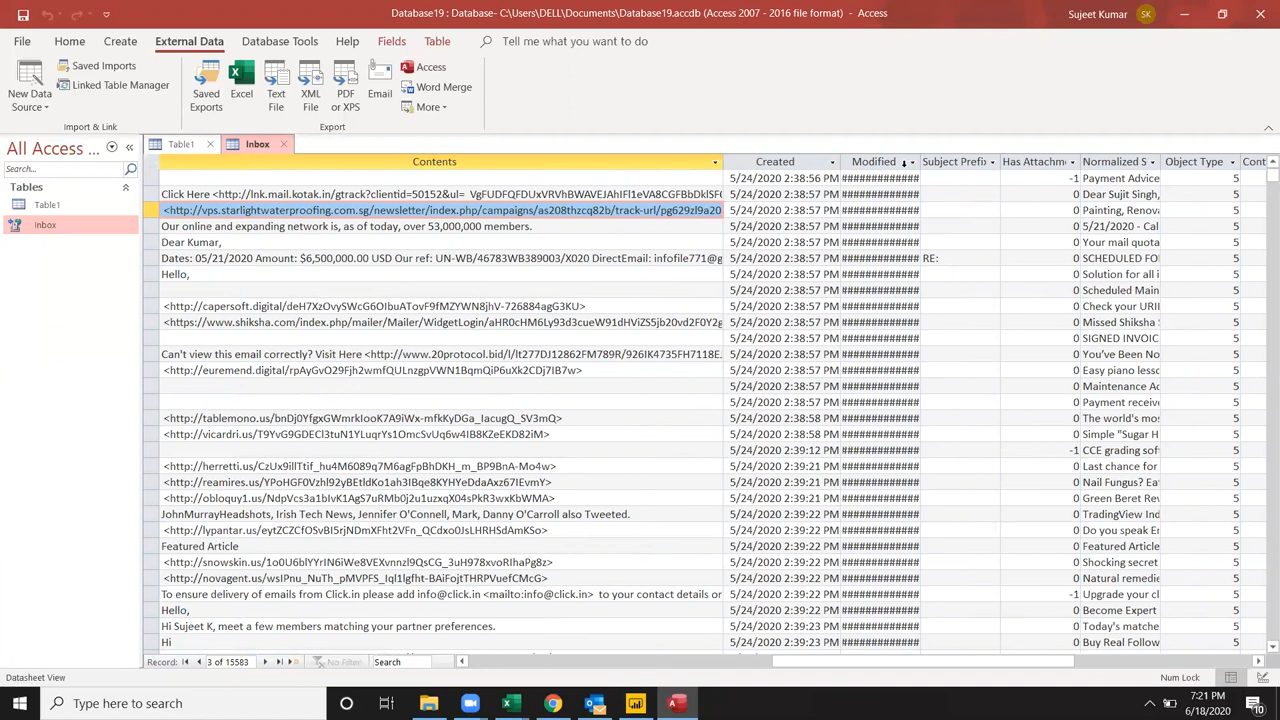 Database19 : Database- C:\Users\DELL\Documents\Database19.accdb (Access 2007 - 2016 file format) - Access
Sujeet Kumar SK
File Home Create External Data Database Tools Help Fields Table Tell me what you want to do
New Data Source
Saved Imports
Linked Table Manager
Import & Link
Saved Exports
Excel
Text File
XML File
PDF or XPS
Email
Access
Word Merge
More
Export
All Access ...
Search...
Tables
Table1
Inbox
Table1 Inbox
Contents Created Modified Subject Prefi Has Attachm Normalized S Object Type Cont
5/24/2020 2:38:56 PM ############## -1 Payment Advice 5
Click Here <http://lnk.mail.kotak.in/gtrack?clientid=50152&ul= 5/24/2020 2:38:57 PM ############## 0 Dear Sujit Singh, 5
<http://vps.starlightwaterproofing.com.sg/newsletter/index.php/campaigns/as208thzcq82b/track-url/pg629zl9a20 5/24/2020 2:38:57 PM ############## 0 Painting, Renova 5
Our online and expanding network is, as of today, over 53,000,000 members. 5/24/2020 2:38:57 PM ############## 0 5/21/2020 - Cal 5
Dear Kumar, 5/24/2020 2:38:57 PM ############## 0 Your mail quota 5
Dates: 05/21/2020 Amount: $6,500,000.00 USD Our ref: UN-WB/46783WB389003/X020 DirectEmail: infofile771@g 5/24/2020 2:38:57 PM ############## RE: 0 SCHEDULED FO 5
Hello, 5/24/2020 2:38:57 PM ############## 0 Solution for all i 5
5/24/2020 2:38:57 PM ############## 0 Scheduled Main 5
<http://capersoft.digital/deH7XzOvySWcG6OIbuATovF9fMZYWN8jhV-726884agG3KU> 5/24/2020 2:38:57 PM ############## 0 Check your URII 5
<https://www.shiksha.com/index.php/mailer/Mailer/WidgetLogin/aHR0cHM6Ly93d3cueW91dHViZS5jb20vd2F0Y2g 5/24/2020 2:38:57 PM ############## 0 Missed Shiksha 5
5/24/2020 2:38:57 PM ############## 0 SIGNED INVOIC 5
Can't view this email correctly? Visit Here <http://www.20protocol.bid/l/lt277DJ12862FM789R/926IK4735FH7118E. 5/24/2020 2:38:57 PM ############## 0 You've Been No 5
<http://euremend.digital/rpAyGvO29Fjh2wmfQULnzgpVWN1BqmQiP6uXk2CDj7IB7w> 5/24/2020 2:38:57 PM ############## 0 Easy piano lesso 5
5/24/2020 2:38:57 PM ############## 0 Maintenance Ac 5
5/24/2020 2:38:57 PM ############## 0 Payment receive 5
<http://tablemono.us/bnDj0YfgxGWmrkIooK7A9iWx-mfkKyDGa_IacugQ_SV3mQ> 5/24/2020 2:38:58 PM ############## 0 The world's mos 5
<http://vicardri.us/T9YvG9GDECl3tuN1YLuqrYs1OmcSvUq6w4IB8KZeEKD82iM> 5/24/2020 2:38:58 PM ############## 0 Simple "Sugar H 5
5/24/2020 2:39:12 PM ############## -1 CCE grading soft 5
<http://herretti.us/CzUx9illTtif_hu4M6089q7M6agFpBhDKH_m_BP9BnA-Mo4w> 5/24/2020 2:39:22 PM ############## 0 Last chance for 5
<http://reamires.us/YPoHGF0Vzhl92yBEtldKo1ah3IBqe8KYHYeDdaAxz67EimY> 5/24/2020 2:39:22 PM ############## 0 Nail Fungus? Ea 5
<http://obloquy1.us/NdpVcs3a1bIvK1AgS7uRMb0j2u1uzxqX04sPkR3wxKbWMA> 5/24/2020 2:39:22 PM ############## 0 Green Beret Rev 5
JohnMurrayHeadshots, Irish Tech News, Jennifer O'Connell, Mark, Danny O'Carroll also Tweeted. 5/24/2020 2:39:22 PM ############## 0 TradingView Ind 5
<http://lypantar.us/eytZCZCfOSvBI5rjNDmXFht2VFn_QCdxo0JsLHRHSdAmKSo> 5/24/2020 2:39:22 PM ############## 0 Do you speak En 5
Featured Article 5/24/2020 2:39:22 PM ############## 0 Featured Article 5
<http://snowskin.us/1o0U6blYYrIN6iWe8VEXvnnzl9QsCG_3uH978xvoRIhaPg8z> 5/24/2020 2:39:22 PM ############## 0 Shocking secret 5
<http://novagent.us/wsIPnu_NuTh_pMVPFS_Iql1lgfht-BAiFojtTHRPVuefCMcG> 5/24/2020 2:39:22 PM ############## 0 Natural remedie 5
To ensure delivery of emails from Click.in please add info@click.in <mailto:info@click.in> to your contact details or 5/24/2020 2:39:22 PM ############## -1 Upgrade your cl 5
Hello, 5/24/2020 2:39:22 PM ############## 0 Become Expert 5
Hi Sujeet K, meet a few members matching your partner preferences. 5/24/2020 2:39:23 PM ############## 0 Today's matche 5
Hi 5/24/2020 2:39:23 PM ############## 0 Buy Real Follow 5
Record: 3 of 15583 No Filter Search
Datasheet View Num Lock
Type here to search
7:21 PM
6/18/2020